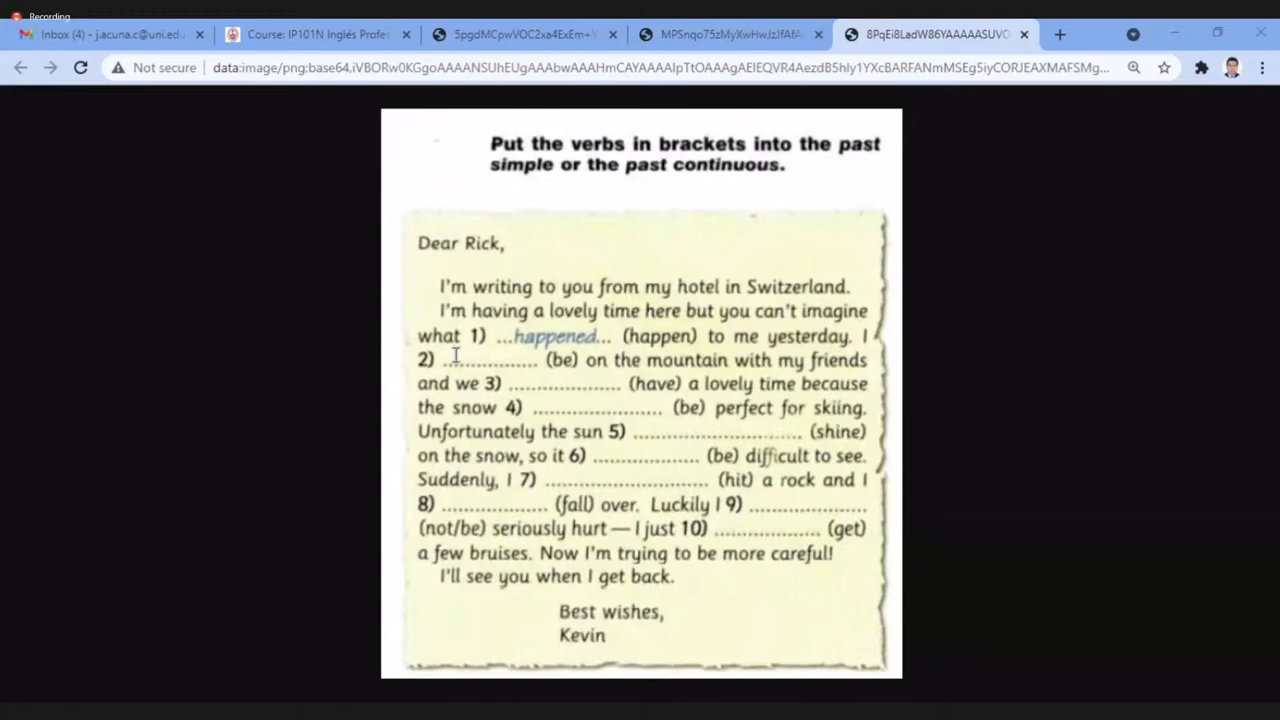 Recording
Inbox (4) - j.acuna.c@uni.edu
Course: IP101N Inglés Profes
5pgdMCpwVOC2xa4ExEm+
MPSnqo75zMyXwHwJzJfAfA
8PqEi8LadW86YAAAAASUVO
Not secure
data:image/png;base64,iVBORw0KGgoAAAANSUhEUgAAAbwAAAHmCAYAAAAIpTtOAAAgAElEQVR4AezdB5hly1YXcBARFANmMSEg5iyCORJEAXMAFSMg...
Put the verbs in brackets into the past
simple or the past continuous.
Dear Rick,
I'm writing to you from my hotel in Switzerland.
I'm having a lovely time here but you can't imagine
what 1) ...happened... (happen) to me yesterday. I
2) .................. (be) on the mountain with my friends
and we 3) ..................... (have) a lovely time because
the snow 4) ........................ (be) perfect for skiing.
Unfortunately the sun 5) ............................... (shine)
on the snow, so it 6) ................... (be) difficult to see.
Suddenly, I 7) .............................. (hit) a rock and I
8) ................... (fall) over. Luckily I 9) .....................
(not/be) seriously hurt — I just 10) ................... (get)
a few bruises. Now I'm trying to be more careful!
I'll see you when I get back.
Best wishes,
Kevin